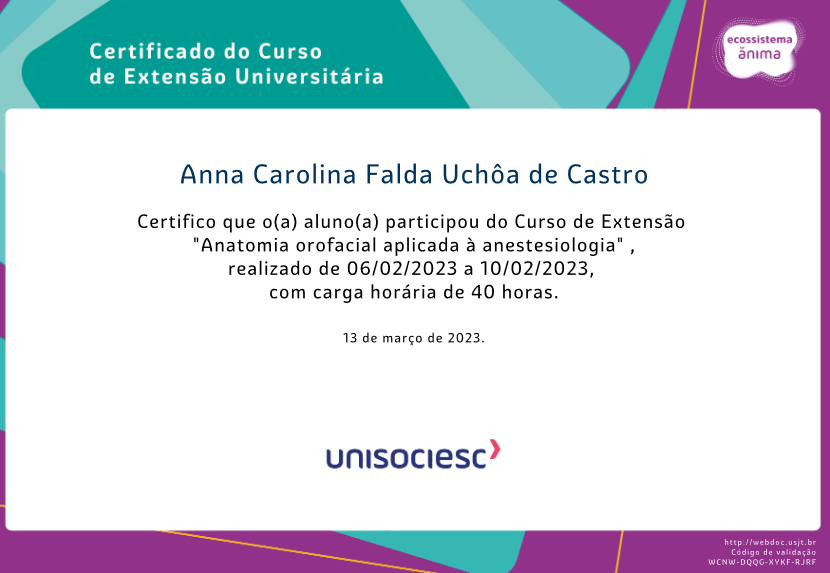 Certificado do Curso
de Extensão Universitária
ecossistema
ănima
Anna Carolina Falda Uchôa de Castro
Certifico que o(a) aluno(a) participou do Curso de Extensão
"Anatomia orofacial aplicada à anestesiologia" ,
realizado de 06/02/2023 a 10/02/2023,
com carga horária de 40 horas.
13 de março de 2023.
unisociesc
http://webdoc.usjt.br
Código de validação
WCNW-DQQG-XYKF-RJRF